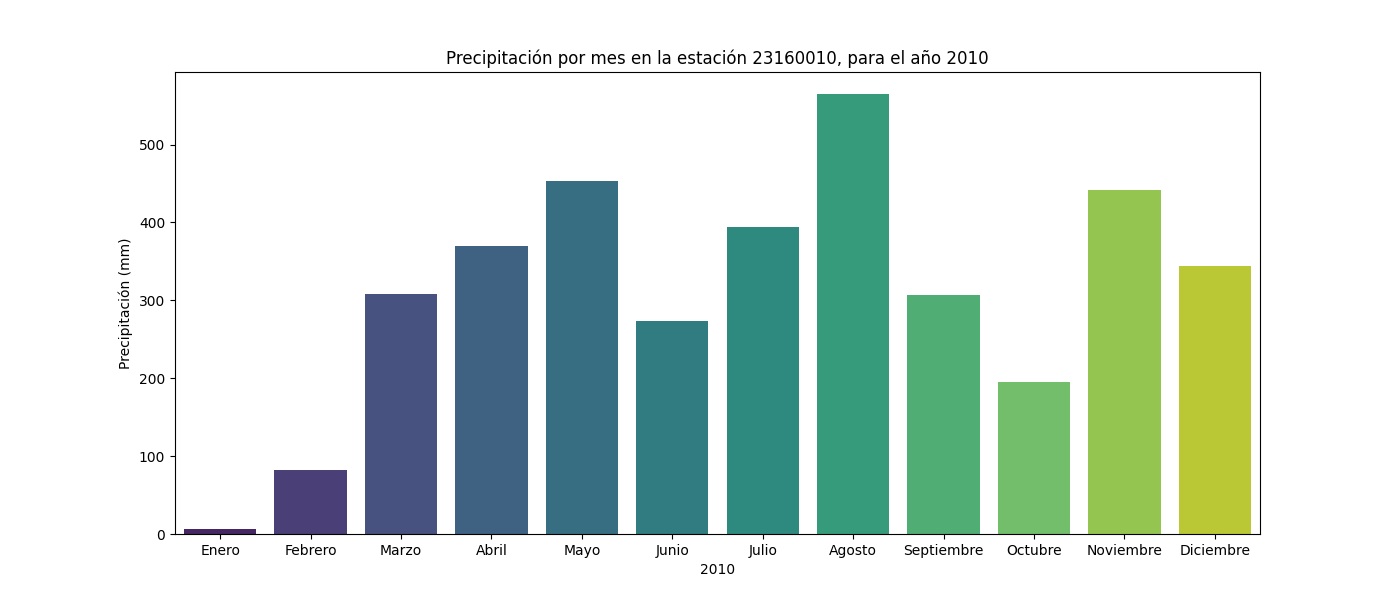 Precipitación por mes en la estación 23160010, para el año 2010
Precipitación (mm)
500
400
300
200
100
0
Enero Febrero Marzo Abril Mayo Junio Julio Agosto Septiembre Octubre Noviembre Diciembre
2010